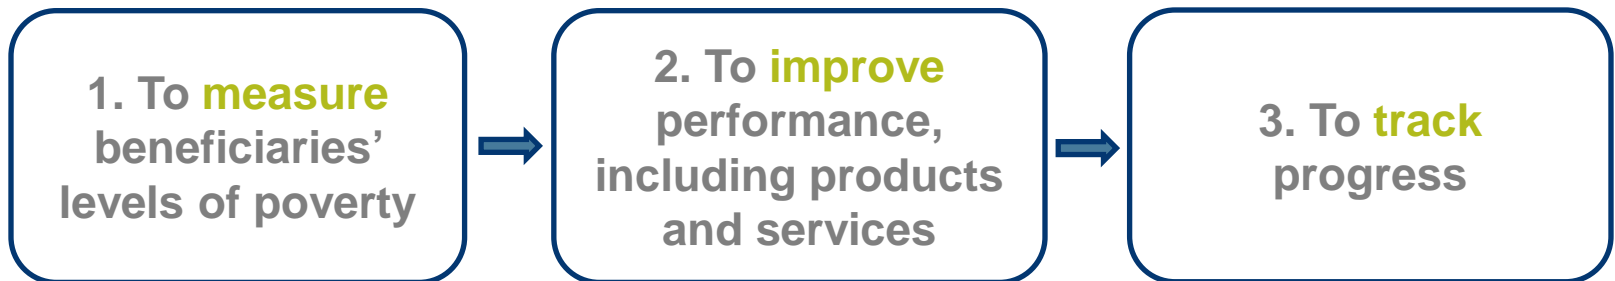 1. To measure
beneficiaries’
levels of poverty
2. To improve
performance,
including products
and services
3. To track
progress